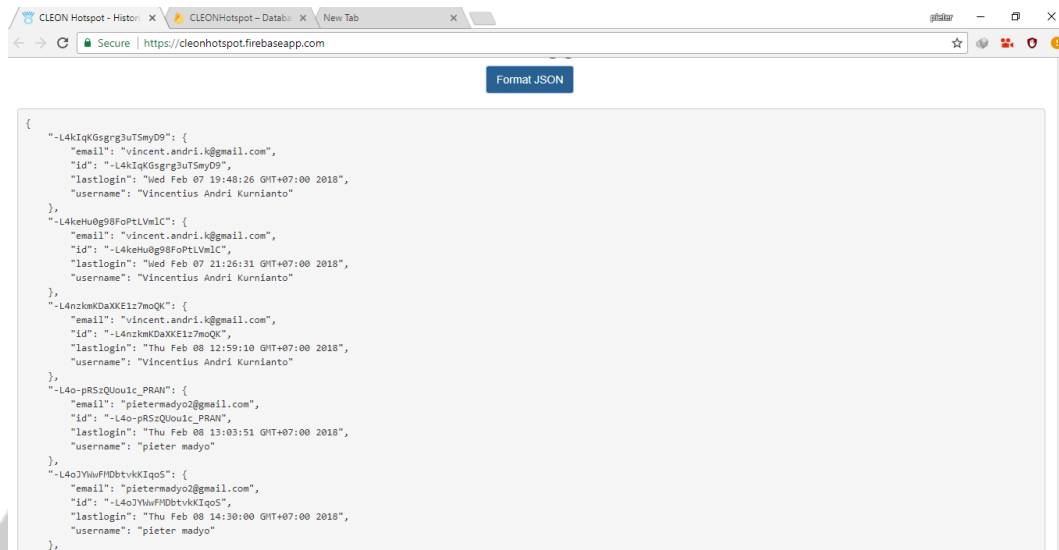 CLEON Hotspot - Histori
CLEONHotspot – Databa
New Tab
pieter
Secure
https://cleonhotspot.firebaseapp.com
Format JSON
{
"-L4kIqKGsgrg3uTSmyD9": {
"email": "vincent.andri.k@gmail.com",
"id": "-L4kIqKGsgrg3uTSmyD9",
"lastlogin": "Wed Feb 07 19:48:26 GMT+07:00 2018",
"username": "Vincentius Andri Kurnianto"
},
"-L4keHu0g98FoPtLVmlC": {
"email": "vincent.andri.k@gmail.com",
"id": "-L4keHu0g98FoPtLVmlC",
"lastlogin": "Wed Feb 07 21:26:31 GMT+07:00 2018",
"username": "Vincentius Andri Kurnianto"
},
"-L4nzkmKDaXKE1z7moQK": {
"email": "vincent.andri.k@gmail.com",
"id": "-L4nzkmKDaXKE1z7moQK",
"lastlogin": "Thu Feb 08 12:59:10 GMT+07:00 2018",
"username": "Vincentius Andri Kurnianto"
},
"-L4o-pRSzQUou1c_PRAN": {
"email": "pietermadyo2@gmail.com",
"id": "-L4o-pRSzQUou1c_PRAN",
"lastlogin": "Thu Feb 08 13:03:51 GMT+07:00 2018",
"username": "pieter madyo"
},
"-L4oJYWwFMDbtvkKIqoS": {
"email": "pietermadyo2@gmail.com",
"id": "-L4oJYWwFMDbtvkKIqoS",
"lastlogin": "Thu Feb 08 14:30:00 GMT+07:00 2018",
"username": "pieter madyo"
},